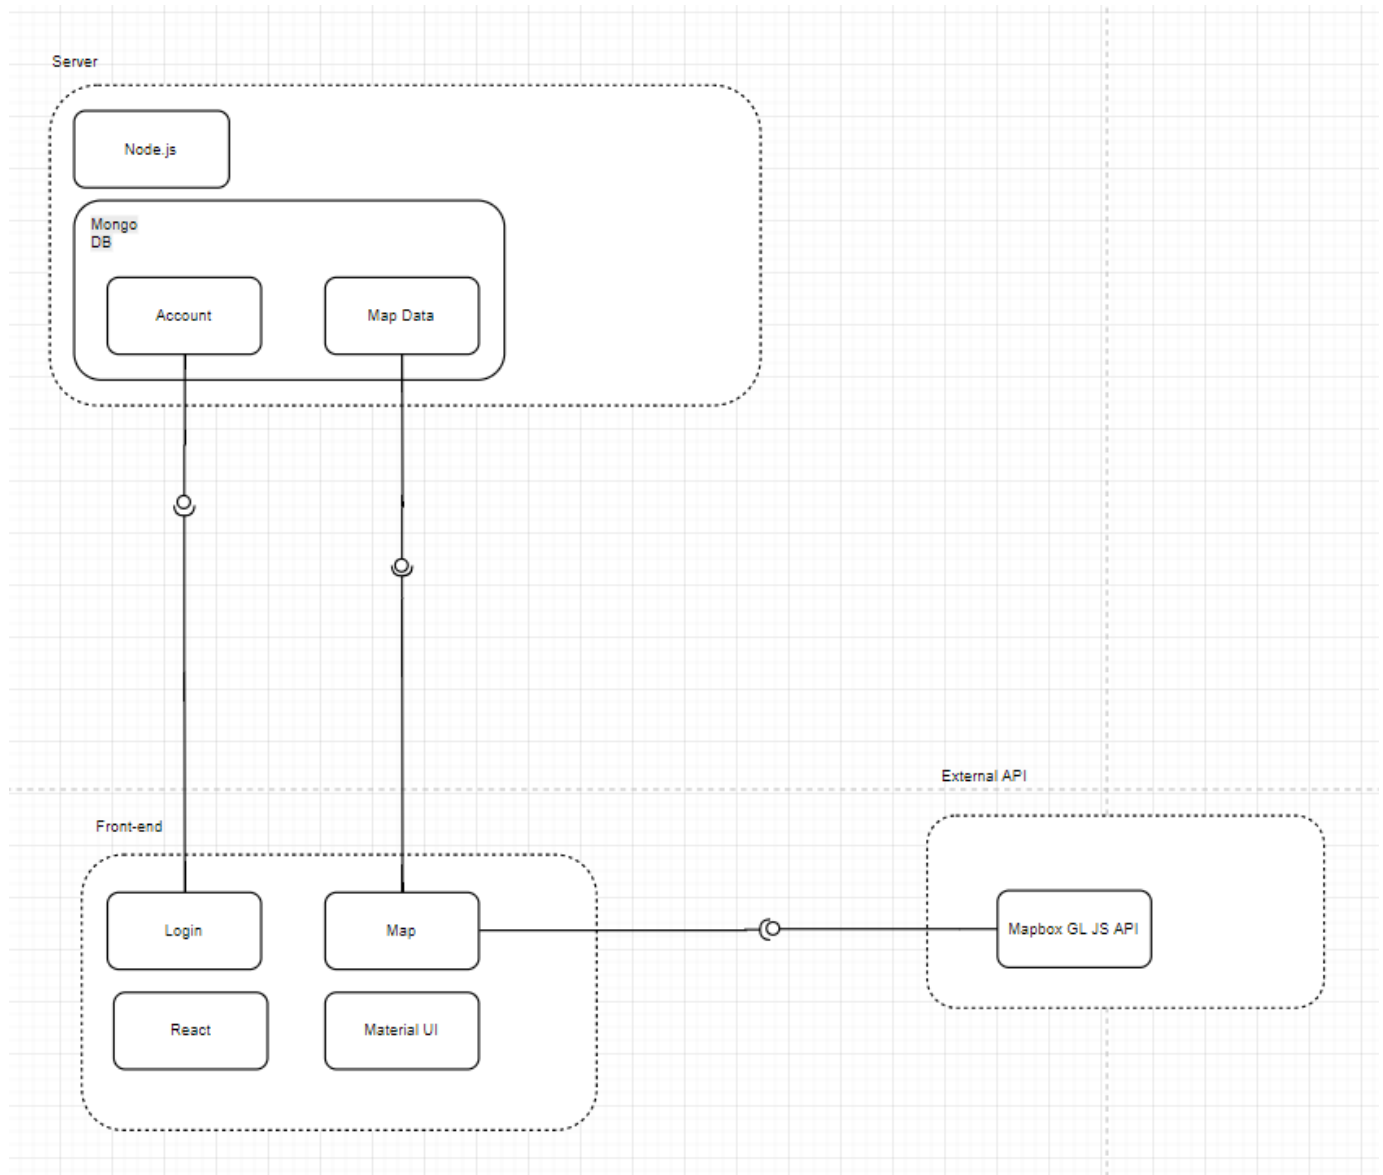 Server
Node.js
Mongo
DB
Account
Map Data
External API
Front-end
Login
Map
Mapbox GL JS API
React
Material UI